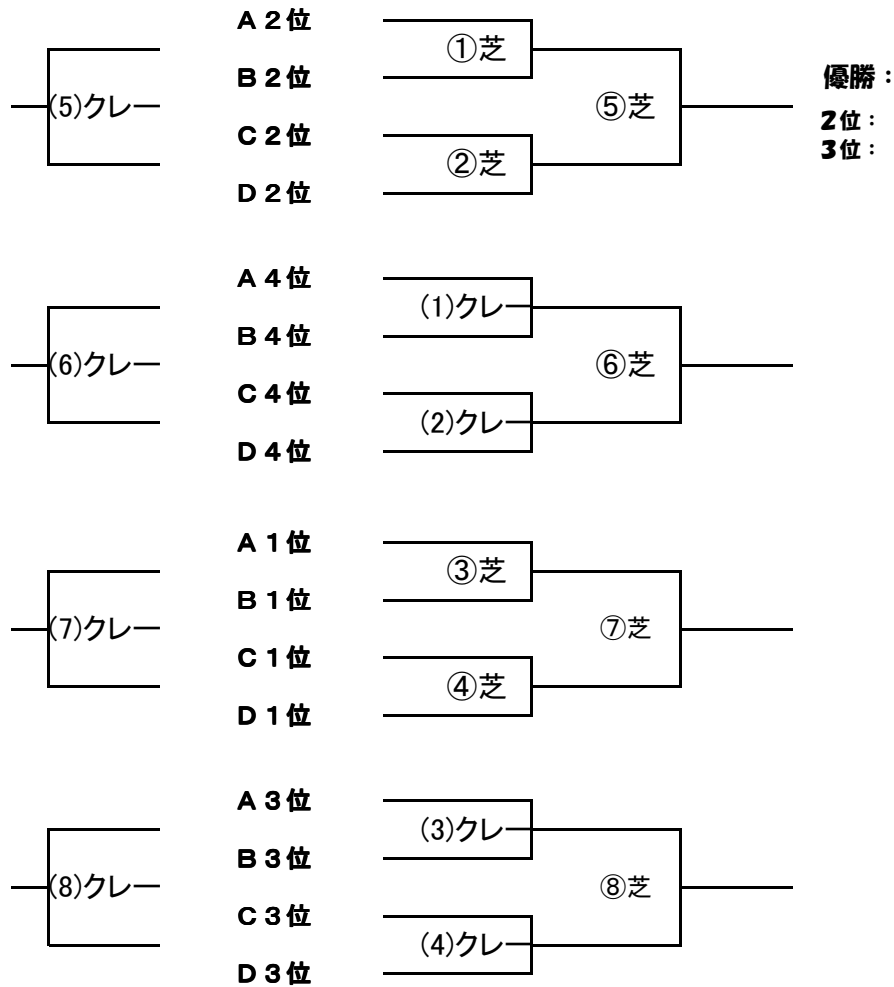 A2位
①芝
B2位
(5)クレー
⑤芝
C2位
②芝
D2位
優勝：
2位：
3位：
A4位
(1)クレー
B4位
(6)クレー
⑥芝
C4位
(2)クレー
D4位
A1位
③芝
B1位
(7)クレー
⑦芝
C1位
④芝
D1位
A3位
(3)クレー
B3位
(8)クレー
⑧芝
C3位
(4)クレー
D3位